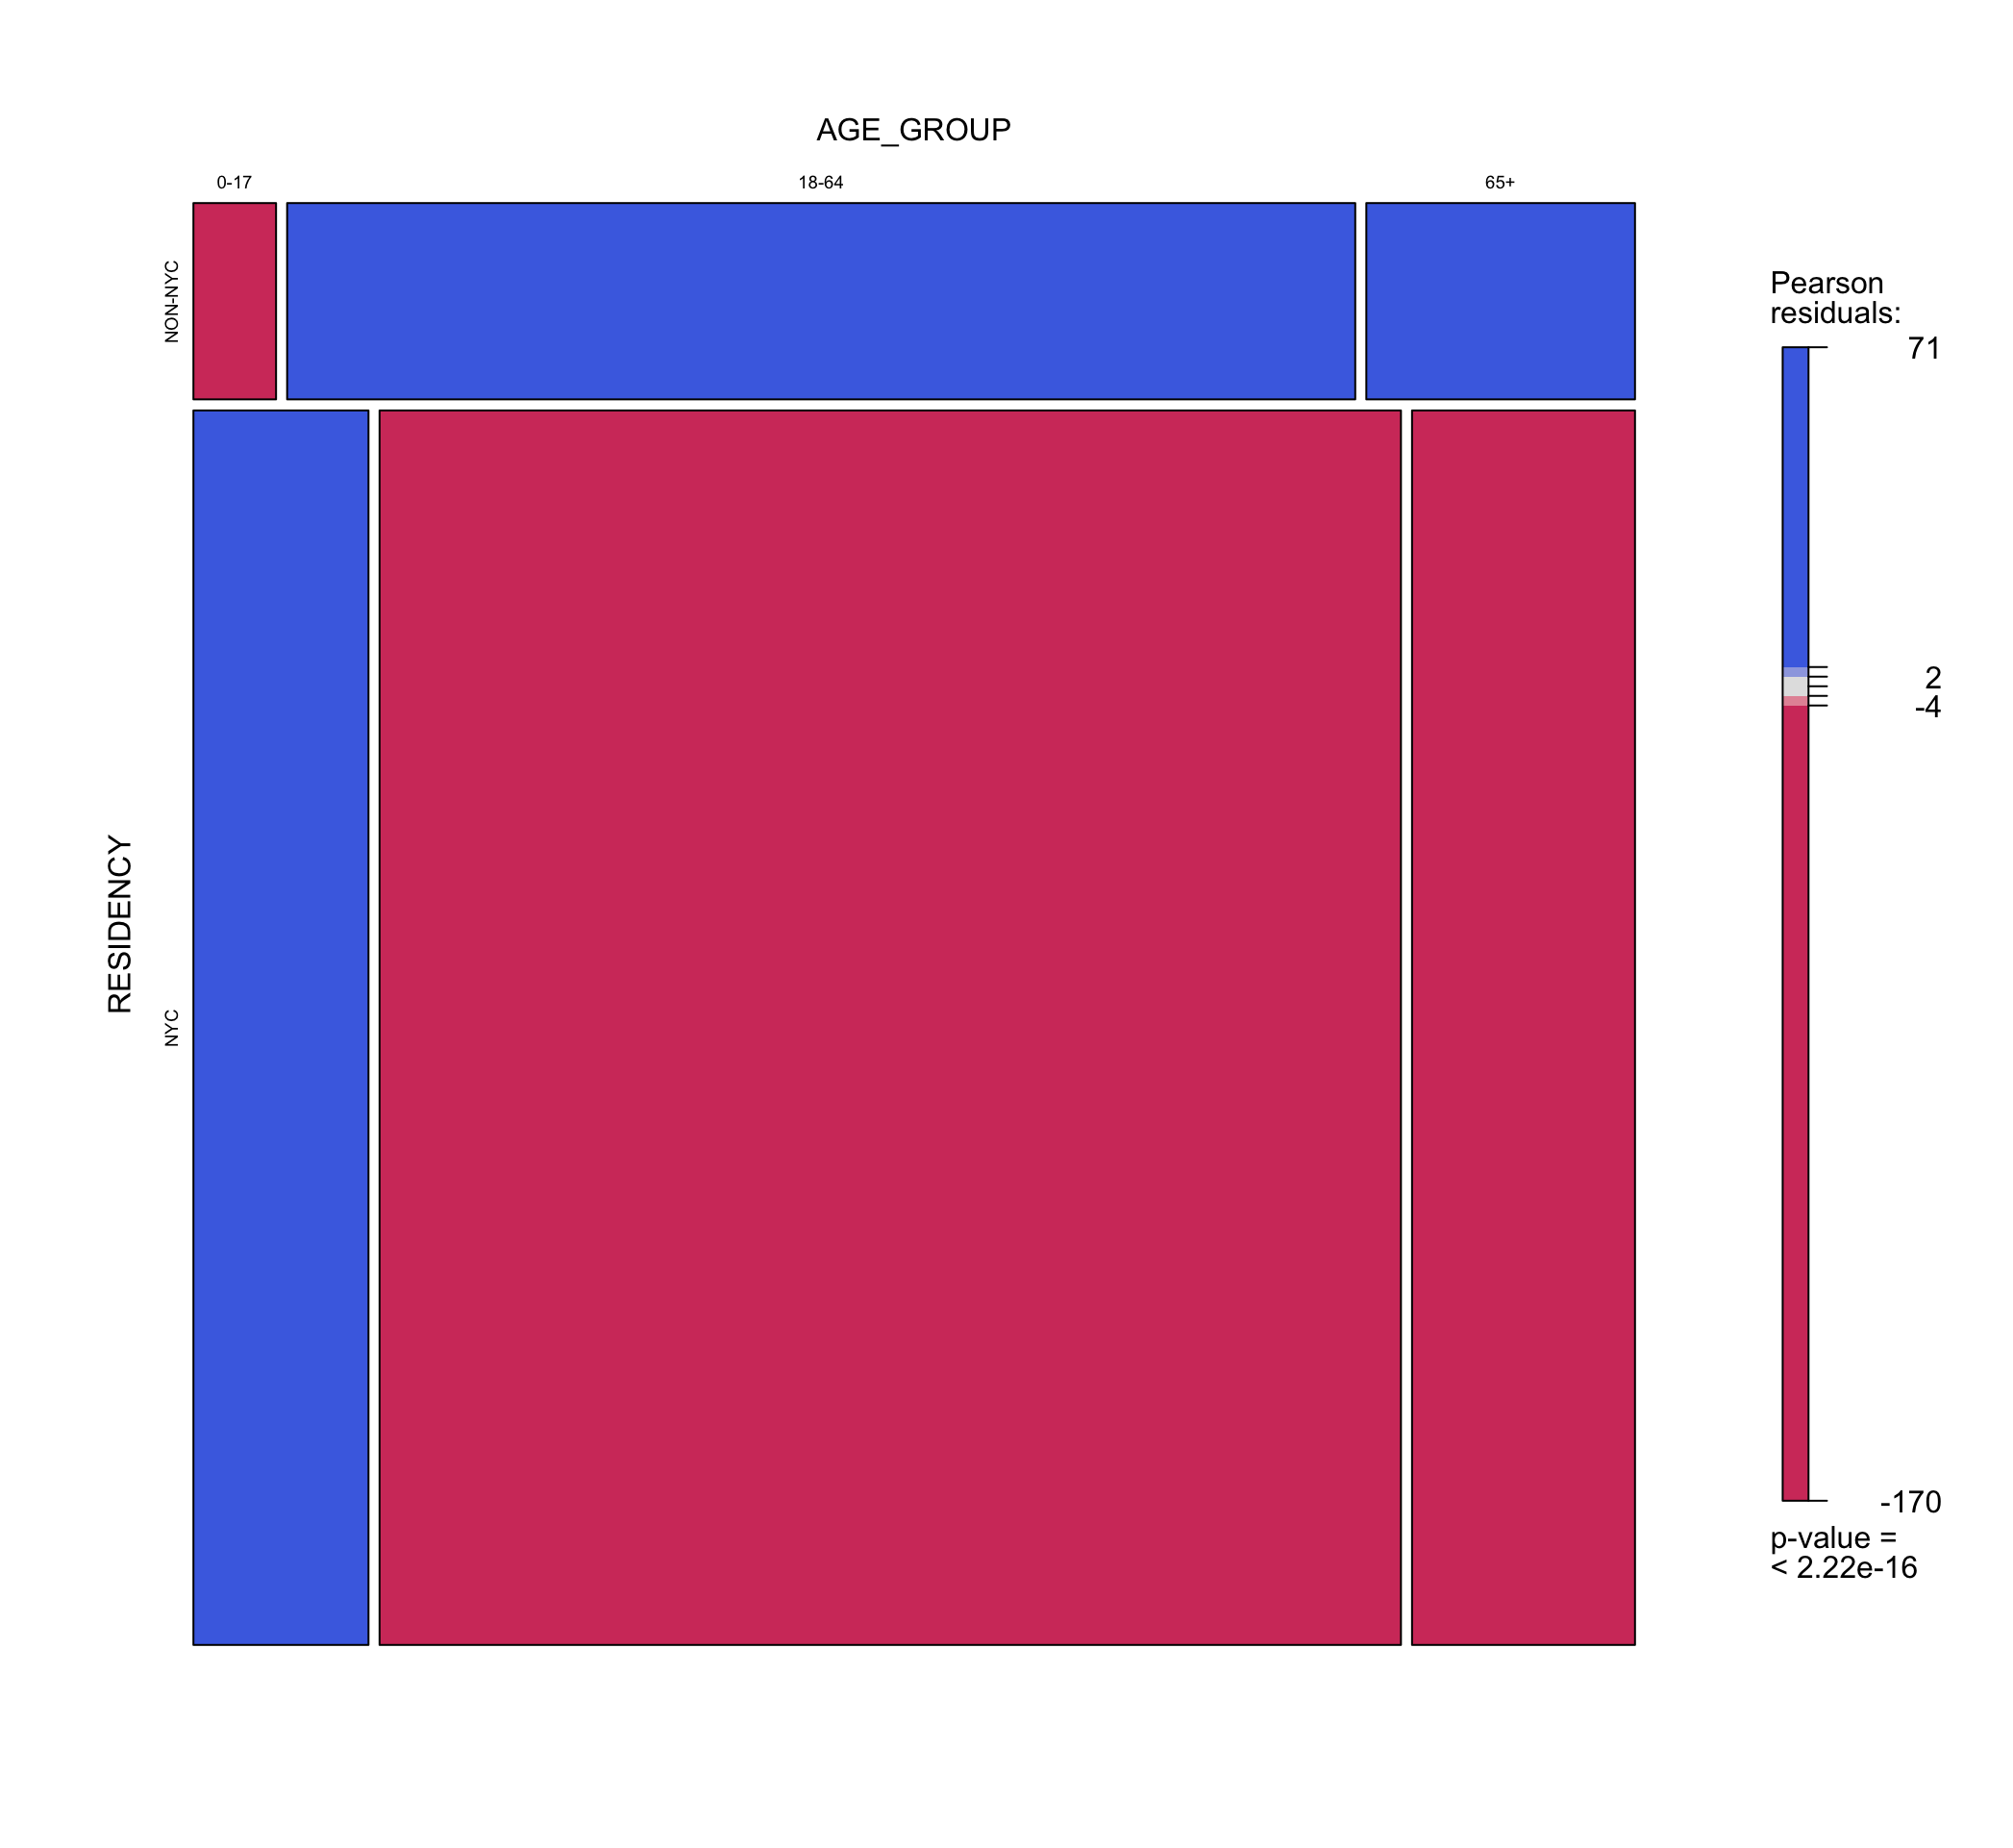 AGE_GROUP
0-17
18-64
65+
NON-NYC
NYC
RESIDENCY
Pearson
residuals:
71
2
-4
-170
p-value =
< 2.22e-16